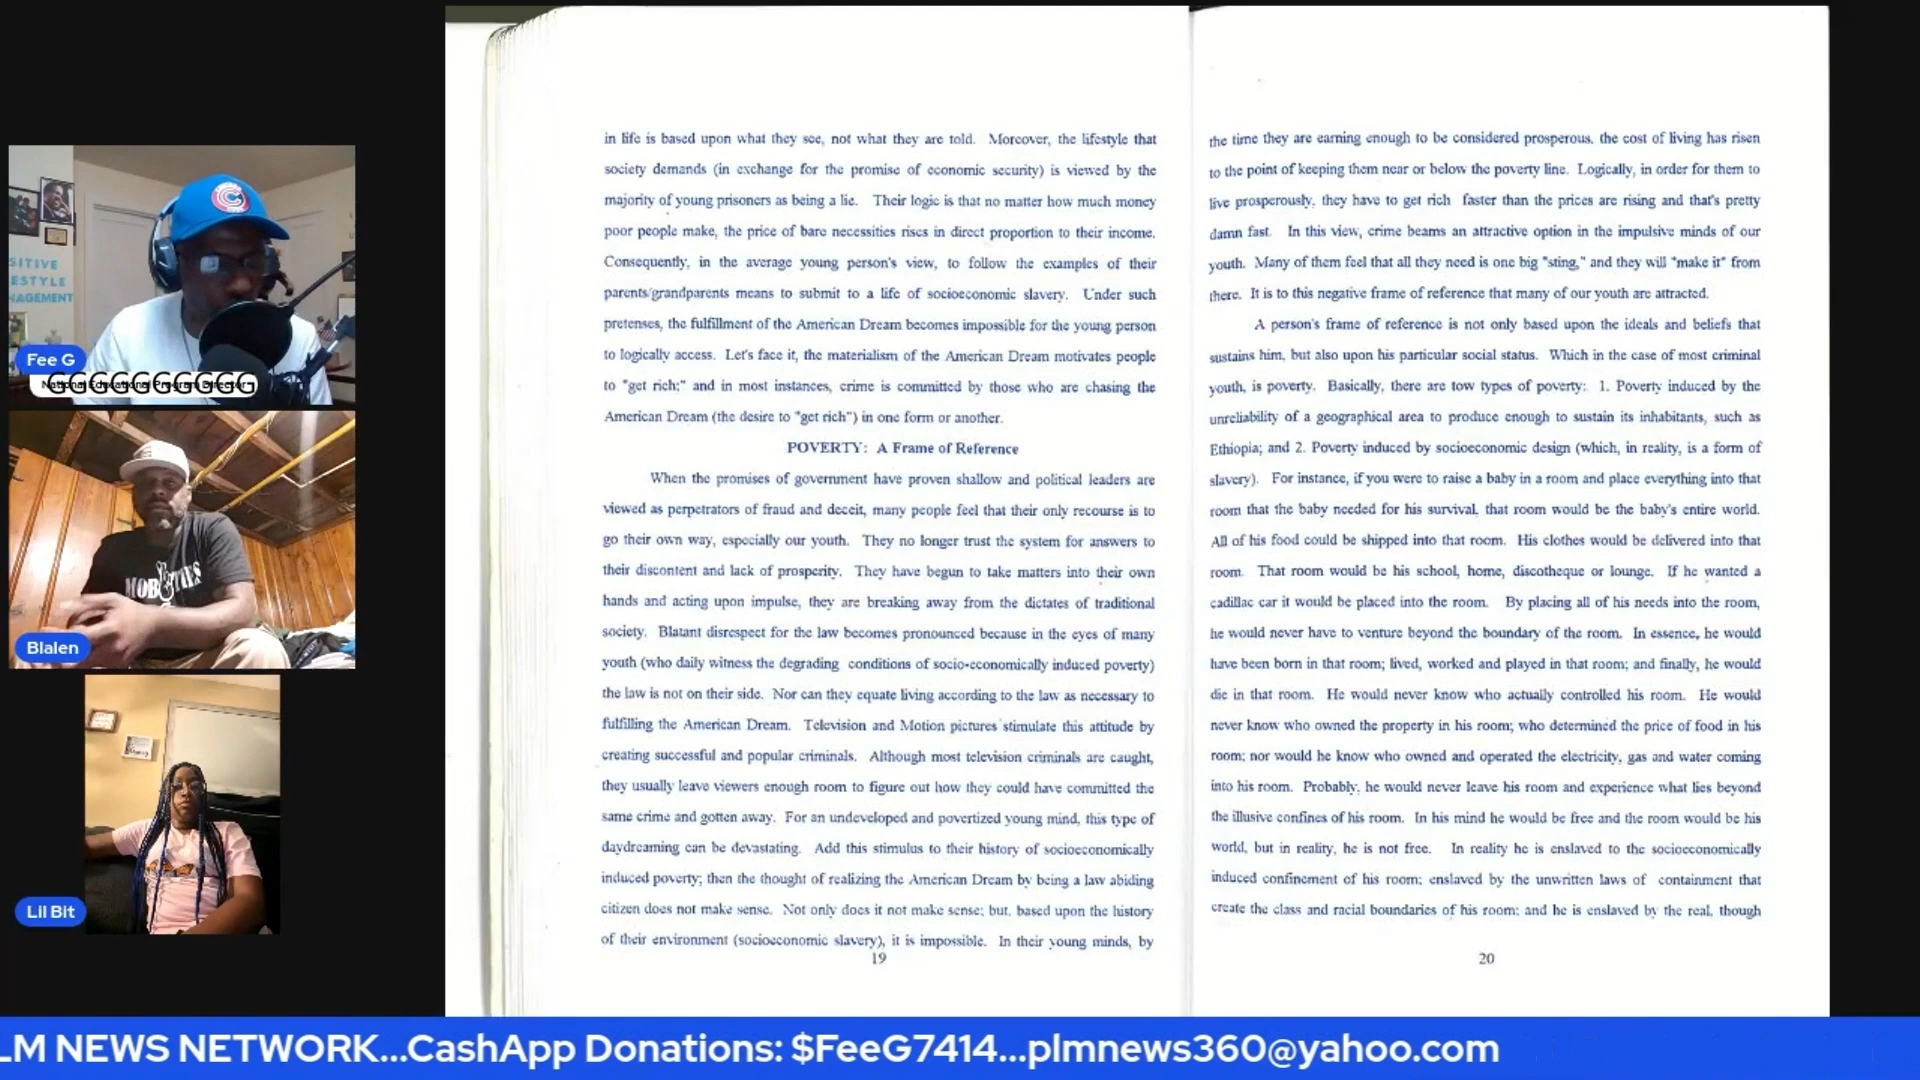 SITIVE
ESTYLE
NAGEMENT
Fee G
National Educational Program Director
GGGGGGGGGG
Blalen
Lil Bit
in life is based upon what they see, not what they are told. Moreover, the lifestyle that
society demands (in exchange for the promise of economic security) is viewed by the
majority of young prisoners as being a lie. Their logic is that no matter how much money
poor people make, the price of bare necessities rises in direct proportion to their income.
Consequently, in the average young person's view, to follow the examples of their
parents/grandparents means to submit to a life of socioeconomic slavery. Under such
pretenses, the fulfillment of the American Dream becomes impossible for the young person
to logically access. Let's face it, the materialism of the American Dream motivates people
to "get rich;" and in most instances, crime is committed by those who are chasing the
American Dream (the desire to "get rich") in one form or another.
POVERTY: A Frame of Reference
When the promises of government have proven shallow and political leaders are
viewed as perpetrators of fraud and deceit, many people feel that their only recourse is to
go their own way, especially our youth. They no longer trust the system for answers to
their discontent and lack of prosperity. They have begun to take matters into their own
hands and acting upon impulse, they are breaking away from the dictates of traditional
society. Blatant disrespect for the law becomes pronounced because in the eyes of many
youth (who daily witness the degrading conditions of socio-economically induced poverty)
the law is not on their side. Nor can they equate living according to the law as necessary to
fulfilling the American Dream. Television and Motion pictures stimulate this attitude by
creating successful and popular criminals. Although most television criminals are caught,
they usually leave viewers enough room to figure out how they could have committed the
same crime and gotten away. For an undeveloped and povertized young mind, this type of
daydreaming can be devastating. Add this stimulus to their history of socioeconomically
induced poverty; then the thought of realizing the American Dream by being a law abiding
citizen does not make sense. Not only does it not make sense; but, based upon the history
of their environment (socioeconomic slavery), it is impossible. In their young minds, by
19
the time they are earning enough to be considered prosperous, the cost of living has risen
to the point of keeping them near or below the poverty line. Logically, in order for them to
live prosperously, they have to get rich faster than the prices are rising and that's pretty
damn fast. In this view, crime beams an attractive option in the impulsive minds of our
youth. Many of them feel that all they need is one big "sting," and they will "make it" from
there. It is to this negative frame of reference that many of our youth are attracted.
A person's frame of reference is not only based upon the ideals and beliefs that
sustains him, but also upon his particular social status. Which in the case of most criminal
youth, is poverty. Basically, there are tow types of poverty: 1. Poverty induced by the
unreliability of a geographical area to produce enough to sustain its inhabitants, such as
Ethiopia; and 2. Poverty induced by socioeconomic design (which, in reality, is a form of
slavery). For instance, if you were to raise a baby in a room and place everything into that
room that the baby needed for his survival, that room would be the baby's entire world.
All of his food could be shipped into that room. His clothes would be delivered into that
room. That room would be his school, home, discotheque or lounge. If he wanted a
cadillac car it would be placed into the room. By placing all of his needs into the room,
he would never have to venture beyond the boundary of the room. In essence, he would
have been born in that room; lived, worked and played in that room; and finally, he would
die in that room. He would never know who actually controlled his room. He would
never know who owned the property in his room; who determined the price of food in his
room; nor would he know who owned and operated the electricity, gas and water coming
into his room. Probably, he would never leave his room and experience what lies beyond
the illusive confines of his room. In his mind he would be free and the room would be his
world, but in reality, he is not free. In reality he is enslaved to the socioeconomically
induced confinement of his room; enslaved by the unwritten laws of containment that
create the class and racial boundaries of his room; and he is enslaved by the real, though
20
LM NEWS NETWORK...CashApp Donations: $FeeG7414...plmnews360@yahoo.com